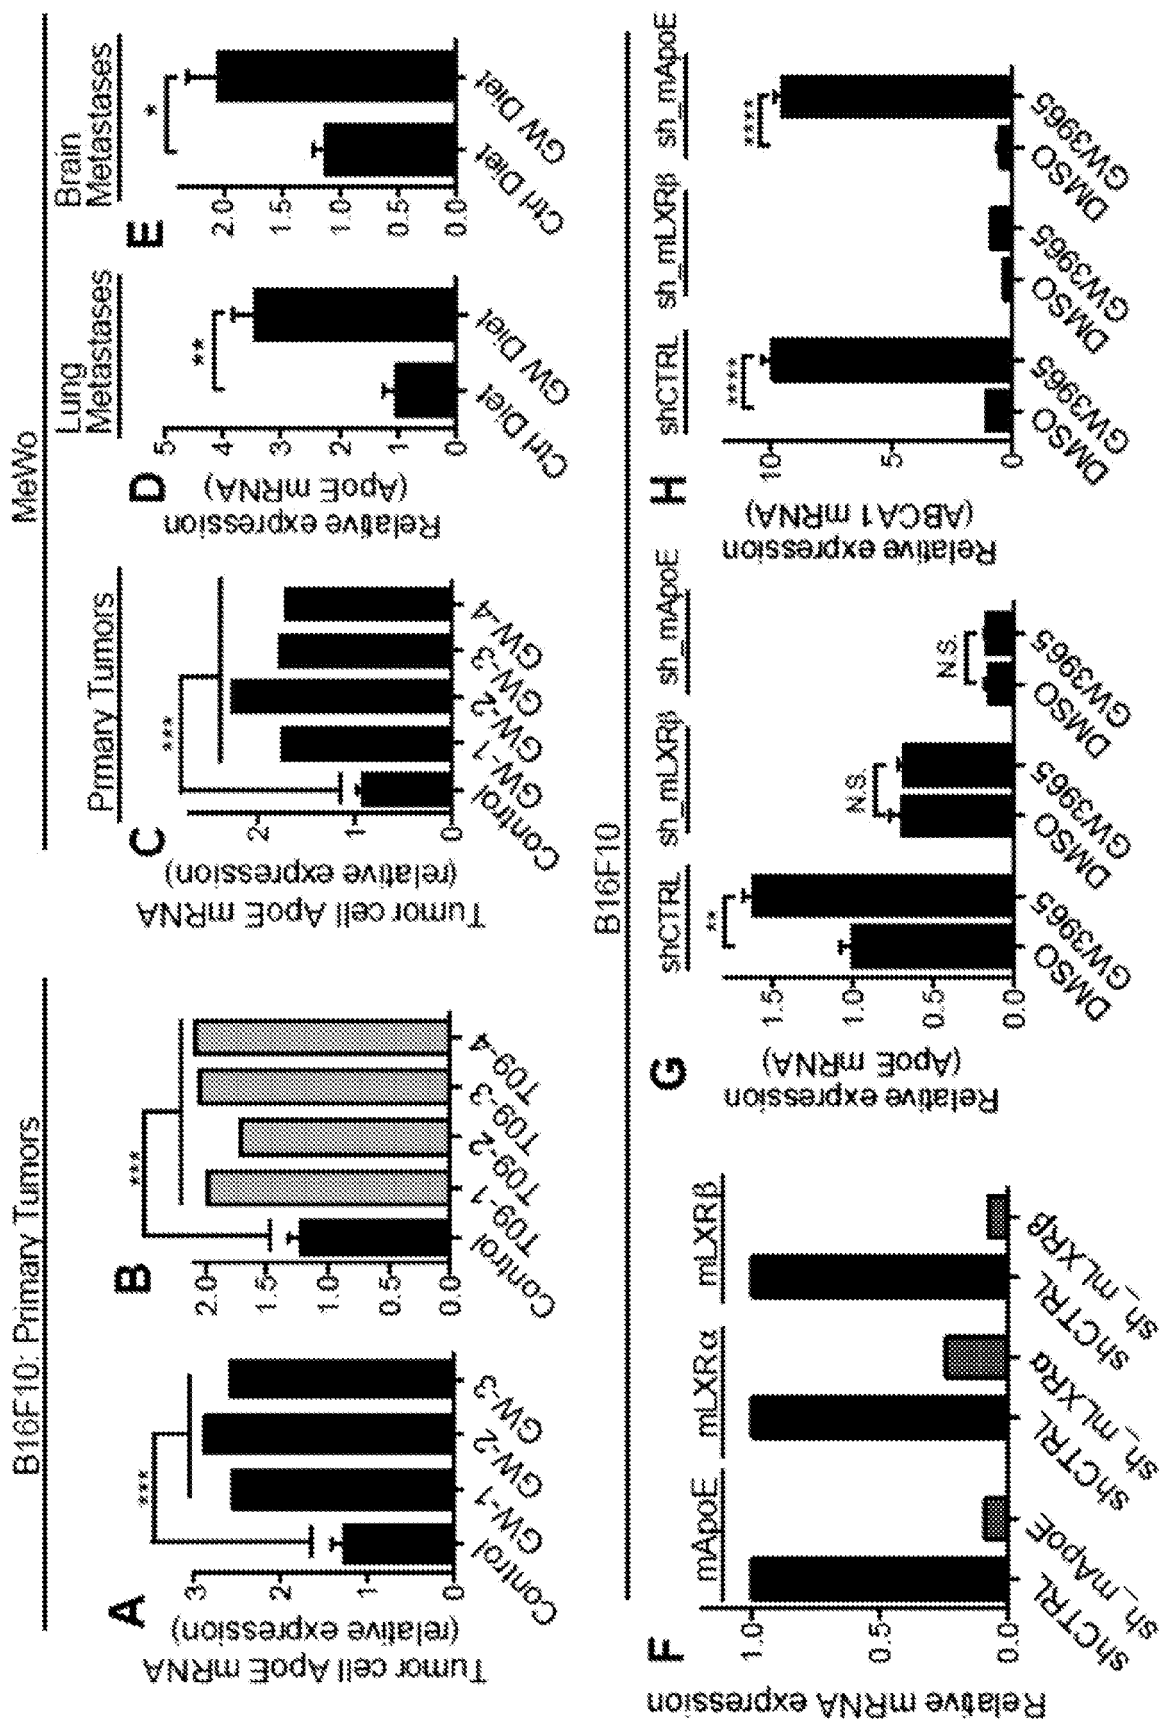 B16F10: Primary Tumors
A
Tumor cell ApoE mRNA
(relative expression)
3
2
1
0
***
Control
GW-1
GW-2
GW-3
B
2.0
1.5
1.0
0.5
0.0
***
Control
T09-1
T09-2
T09-3
T09-4
MeWo
Prmary Tumors
C
Tumor cell ApoE mRNA
(relative expression)
2
1
0
***
Control
GW-1
GW-2
GW-3
GW-4
Lung
Metastases
D
Relative expression
(ApoE mRNA)
5
4
3
2
1
0
**
Ctrl Diet
GW Diet
Brain
Metastases
E
2.0
1.5
1.0
0.5
0.0
*
Ctrl Diet
GW Diet
B16F10
F
Relative mRNA expression
1.0
0.5
0.0
mApoE
mLXRα
mLXRβ
shCTRL
sh_mApoE
shCTRL
sh_mLXRα
shCTRL
sh_mLXRβ
G
Relative expression
(ApoE mRNA)
1.5
1.0
0.5
0.0
shCTRL
sh_mLXRβ
sh_mApoE
**
N.S.
N.S.
DMSO
GW3965
DMSO
GW3965
DMSO
GW3965
H
Relative expression
(ABCA1 mRNA)
10
5
0
shCTRL
sh_mLXRβ
sh_mApoE
****
****
DMSO
GW3965
DMSO
GW3965
DMSO
GW3965